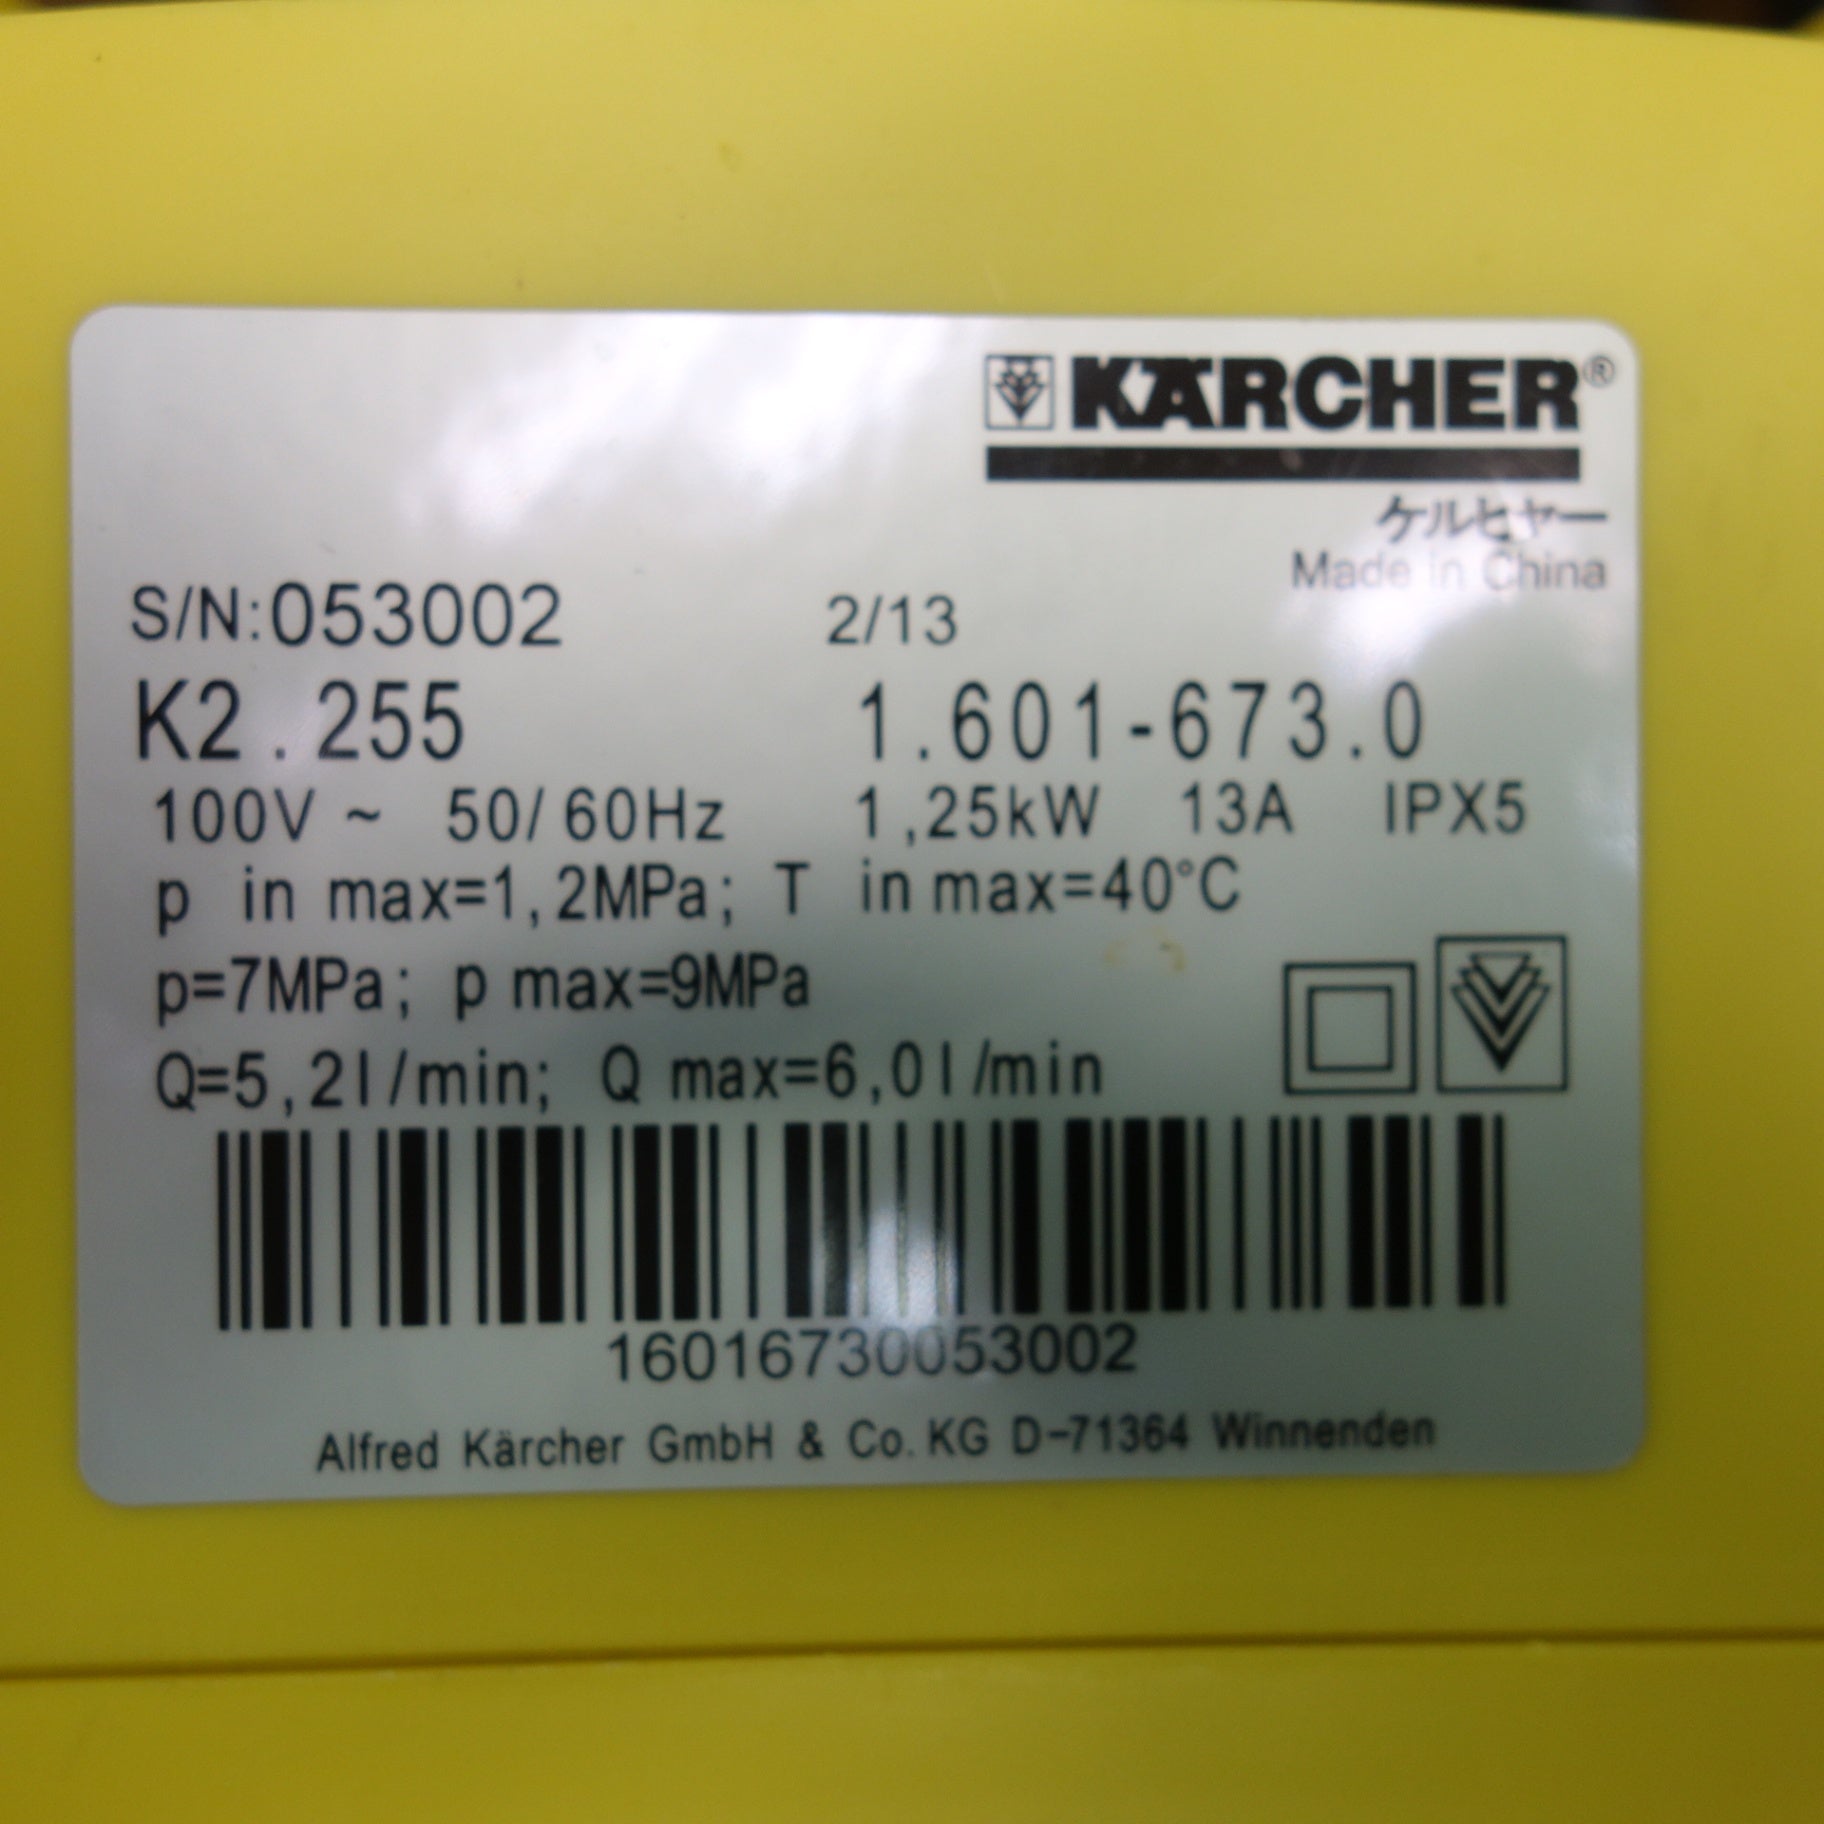 KÄRCHER®
ケルヒャー
Made in China
S/N:053002 2/13
K2.255 1.601-673.0
100V ~ 50/60Hz 1,25kW 13A IPX5
p in max=1,2MPa; T in max=40°C
p=7MPa; p max=9MPa
Q=5,2l/min; Q max=6,0l/min
16016730053002
Alfred Kärcher GmbH & Co. KG D-71364 Winnenden